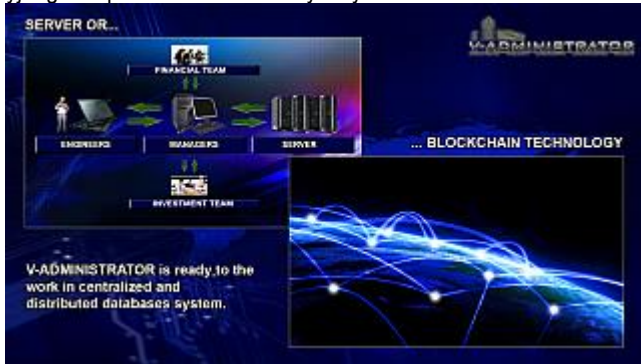 SERVER OR...
V-ADMINISTRATOR
FINANCIAL TEAM
ENGINEERS
MANAGERS
SERVER
... BLOCKCHAIN TECHNOLOGY
INVESTMENT TEAM
V-ADMINISTRATOR is ready,to the
work in centralized and
distributed databases system.